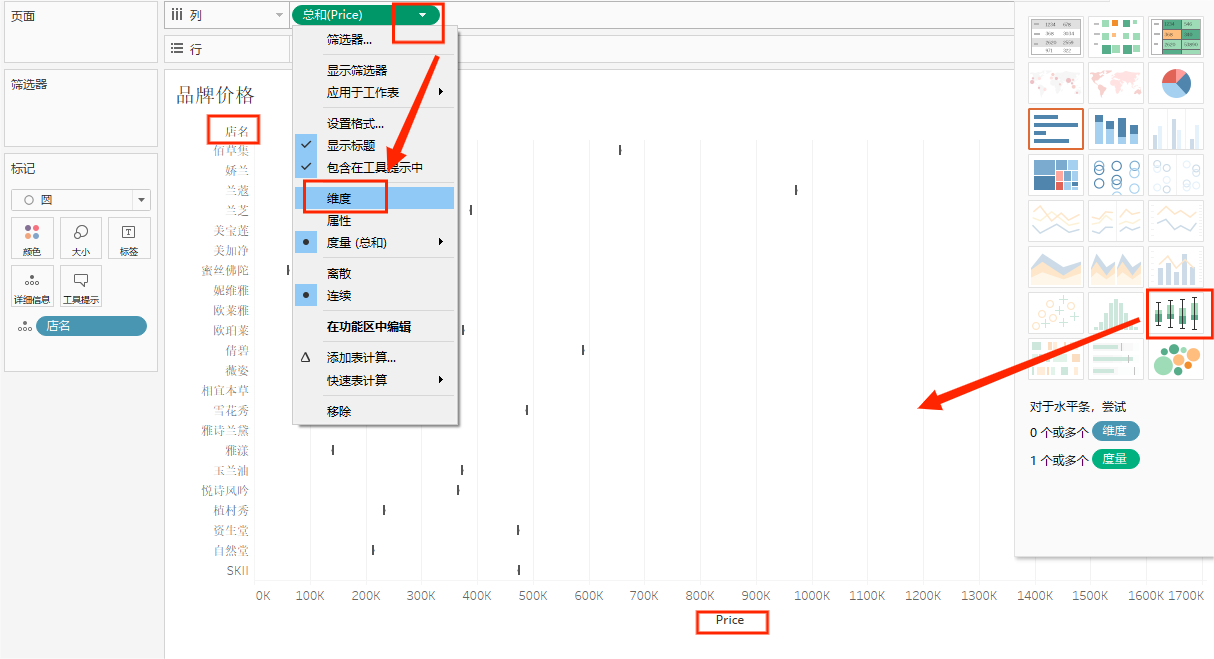 页面
筛选器
标记
圆
颜色
大小
标签
详细信息
工具提示
店名
列
总和(Price)
行
筛选器...
显示筛选器
应用于工作表
设置格式...
显示标题
包含在工具提示中
维度
属性
度量 (总和)
离散
连续
在功能区中编辑
添加表计算...
快速表计算
移除
品牌价格
店名
佰草集
娇兰
兰蔻
兰芝
美宝莲
美加净
蜜丝佛陀
妮维雅
欧莱雅
欧珀莱
倩碧
薇姿
相宜本草
雪花秀
雅诗兰黛
雅漾
玉兰油
悦诗风吟
植村秀
资生堂
自然堂
SKII
0K 100K 200K 300K 400K 500K 600K 700K 800K 900K 1000K 1100K 1200K 1300K 1400K 1500K 1600K 1700K
Price
对于水平条，尝试
0 个或多个 维度
1 个或多个 度量